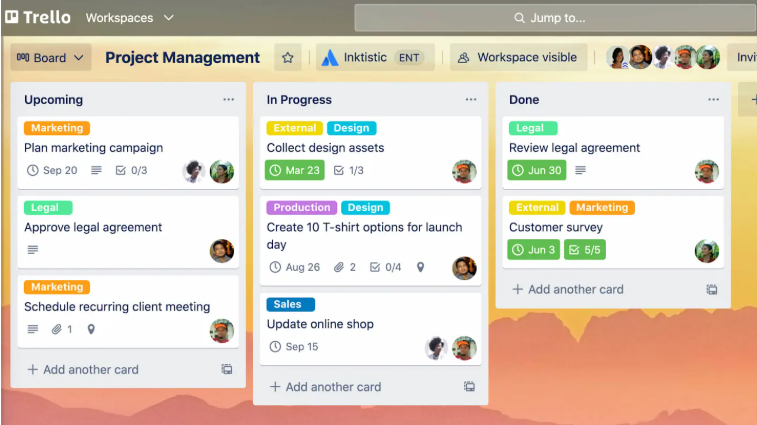 Trello Workspaces Jump to...
Board Project Management Inktistic ENT Workspace visible Invi
Upcoming
Marketing
Plan marketing campaign
Sep 20 0/3
Legal
Approve legal agreement
Marketing
Schedule recurring client meeting
1
+ Add another card
In Progress
External Design
Collect design assets
Mar 23 1/3
Production Design
Create 10 T-shirt options for launch
day
Aug 26 2 0/4
Sales
Update online shop
Sep 15
+ Add another card
Done
Legal
Review legal agreement
Jun 30
External Marketing
Customer survey
Jun 3 5/5
+ Add another card